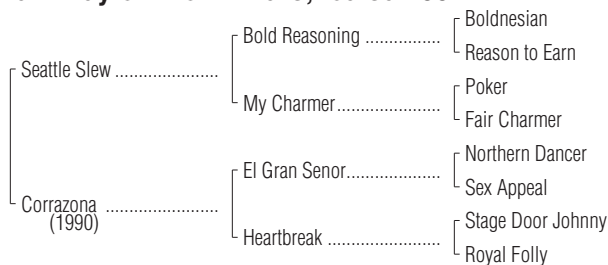 Boldnesian
Bold Reasoning ..................
Reason to Earn
Seattle Slew .........................
Poker
My Charmer.........................
Fair Charmer
Northern Dancer
El Gran Senor.......................
Sex Appeal
Corrazona ...........................
(1990)
Stage Door Johnny
Heartbreak ...........................
Royal Folly